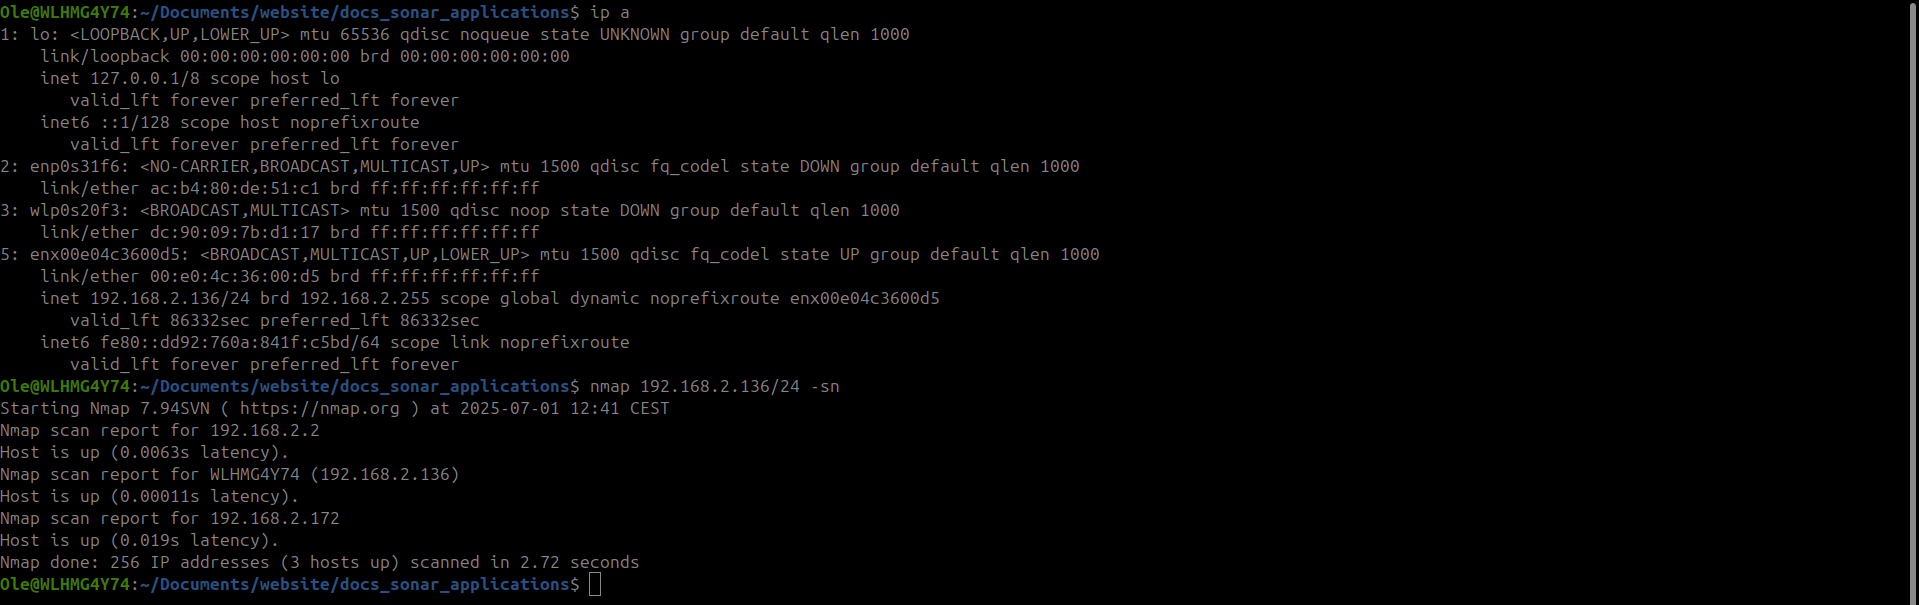 Ole@WLHMG4Y74:~/Documents/website/docs_sonar_applications$ ip a
1: lo: <LOOPBACK,UP,LOWER_UP> mtu 65536 qdisc noqueue state UNKNOWN group default qlen 1000
    link/loopback 00:00:00:00:00:00 brd 00:00:00:00:00:00
    inet 127.0.0.1/8 scope host lo
       valid_lft forever preferred_lft forever
    inet6 ::1/128 scope host noprefixroute
       valid_lft forever preferred_lft forever
2: enp0s31f6: <NO-CARRIER,BROADCAST,MULTICAST,UP> mtu 1500 qdisc fq_codel state DOWN group default qlen 1000
    link/ether ac:b4:80:de:51:c1 brd ff:ff:ff:ff:ff:ff
3: wlp0s20f3: <BROADCAST,MULTICAST> mtu 1500 qdisc noop state DOWN group default qlen 1000
    link/ether dc:90:09:7b:d1:17 brd ff:ff:ff:ff:ff:ff
5: enx00e04c3600d5: <BROADCAST,MULTICAST,UP,LOWER_UP> mtu 1500 qdisc fq_codel state UP group default qlen 1000
    link/ether 00:e0:4c:36:00:d5 brd ff:ff:ff:ff:ff:ff
    inet 192.168.2.136/24 brd 192.168.2.255 scope global dynamic noprefixroute enx00e04c3600d5
       valid_lft 86332sec preferred_lft 86332sec
    inet6 fe80::dd92:760a:841f:c5bd/64 scope link noprefixroute
       valid_lft forever preferred_lft forever
Ole@WLHMG4Y74:~/Documents/website/docs_sonar_applications$ nmap 192.168.2.136/24 -sn
Starting Nmap 7.94SVN ( https://nmap.org ) at 2025-07-01 12:41 CEST
Nmap scan report for 192.168.2.2
Host is up (0.0063s latency).
Nmap scan report for WLHMG4Y74 (192.168.2.136)
Host is up (0.00011s latency).
Nmap scan report for 192.168.2.172
Host is up (0.019s latency).
Nmap done: 256 IP addresses (3 hosts up) scanned in 2.72 seconds
Ole@WLHMG4Y74:~/Documents/website/docs_sonar_applications$